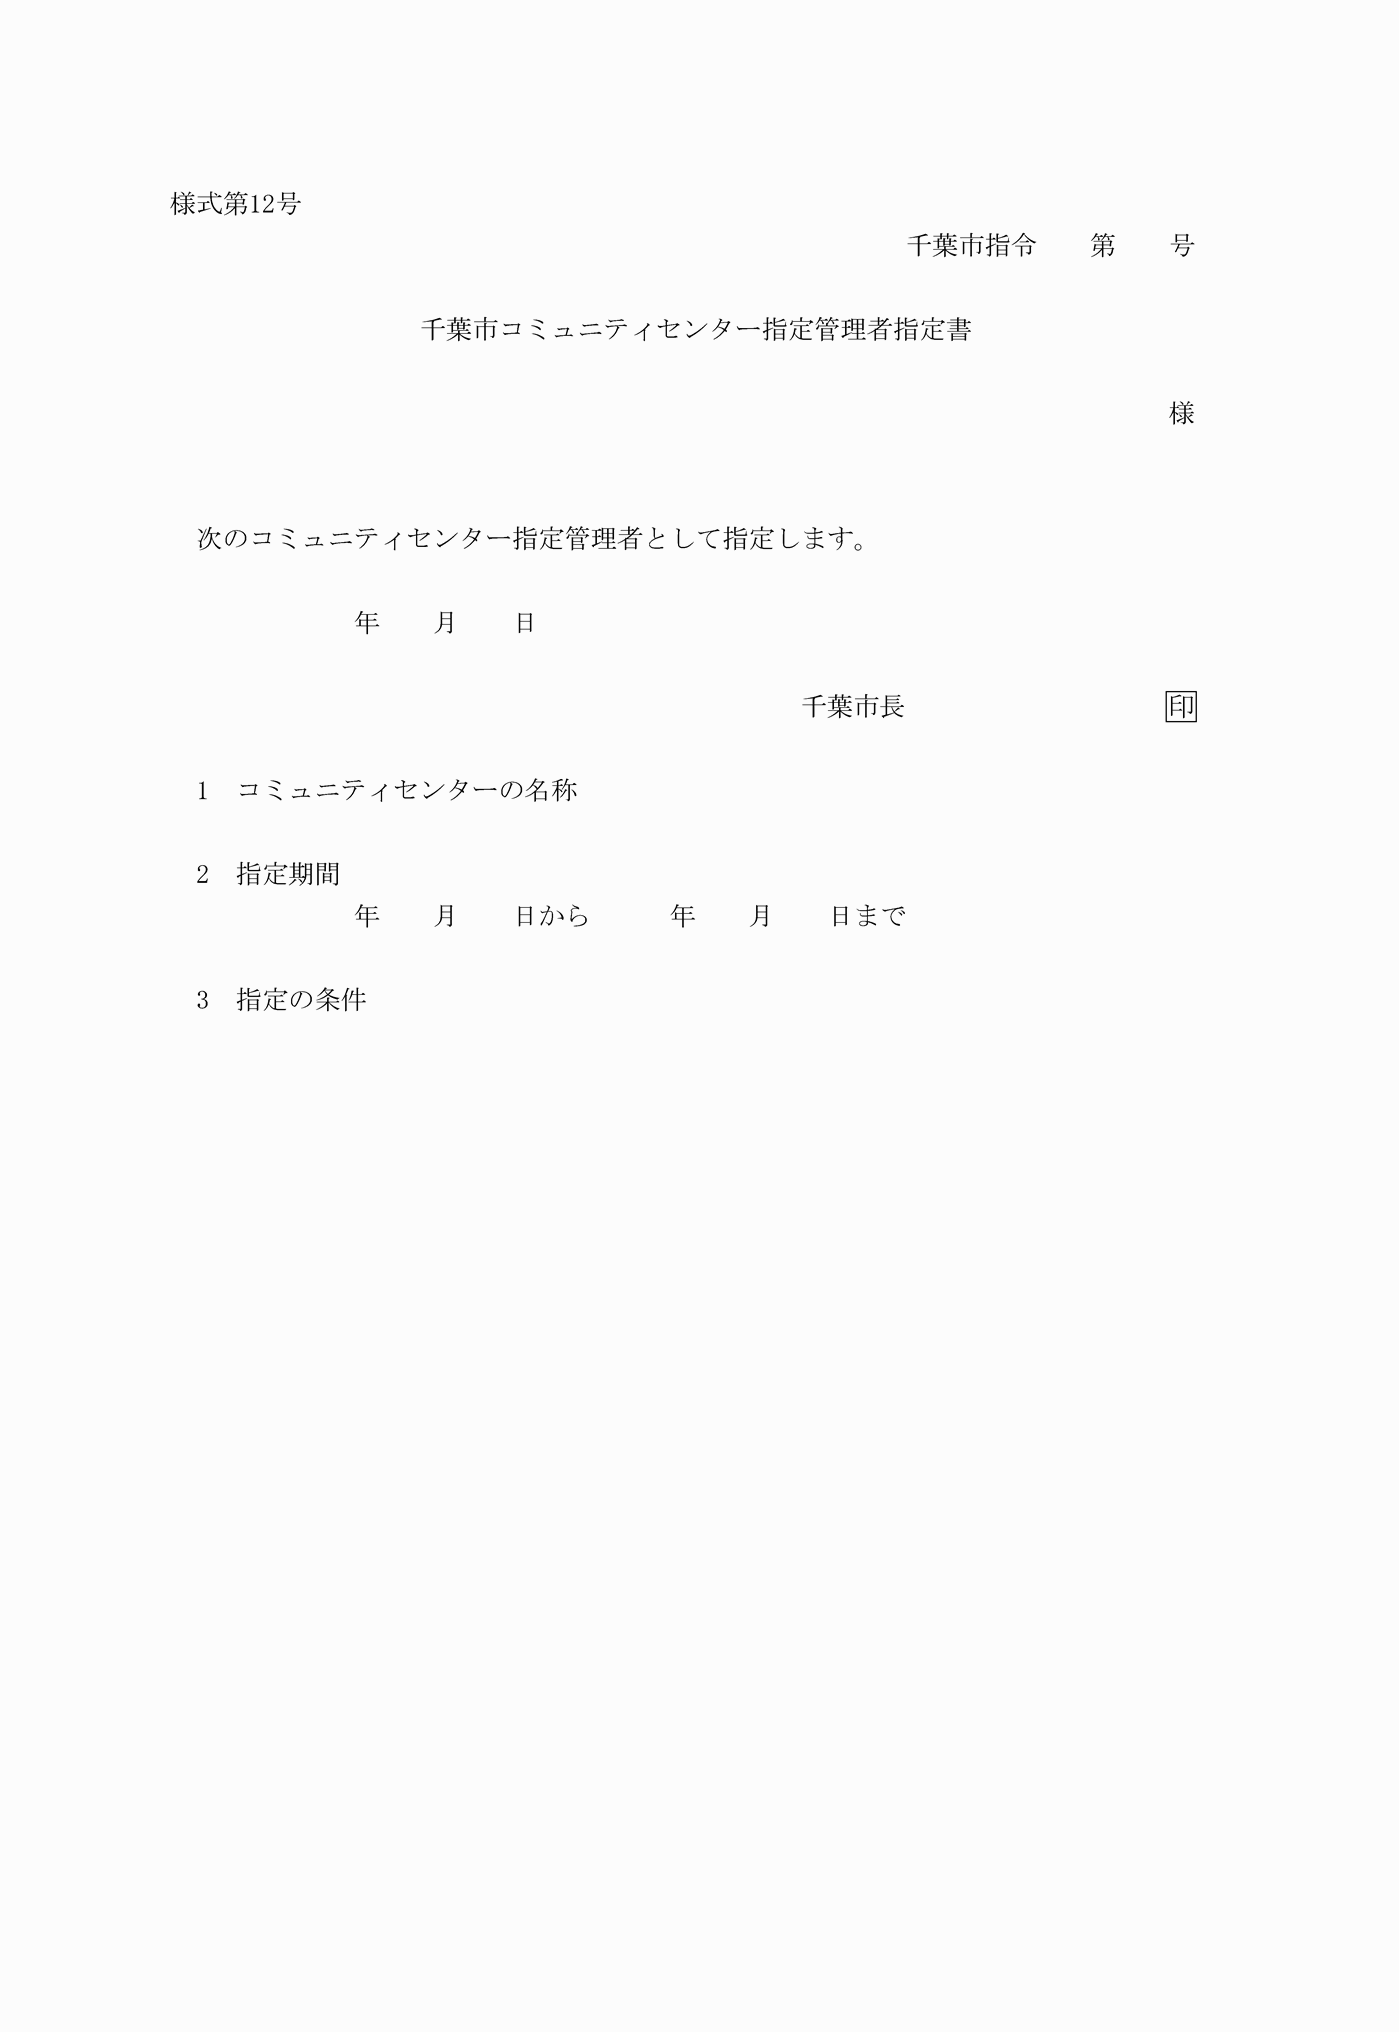 様式第12号
千葉市指令　　第　　号
千葉市コミュニティセンター指定管理者指定書
様
次のコミュニティセンター指定管理者として指定します。
年　　月　　日
千葉市長　　　　　　　　　　印
1　コミュニティセンターの名称
2　指定期間
年　　月　　日から　　　年　　月　　日まで
3　指定の条件